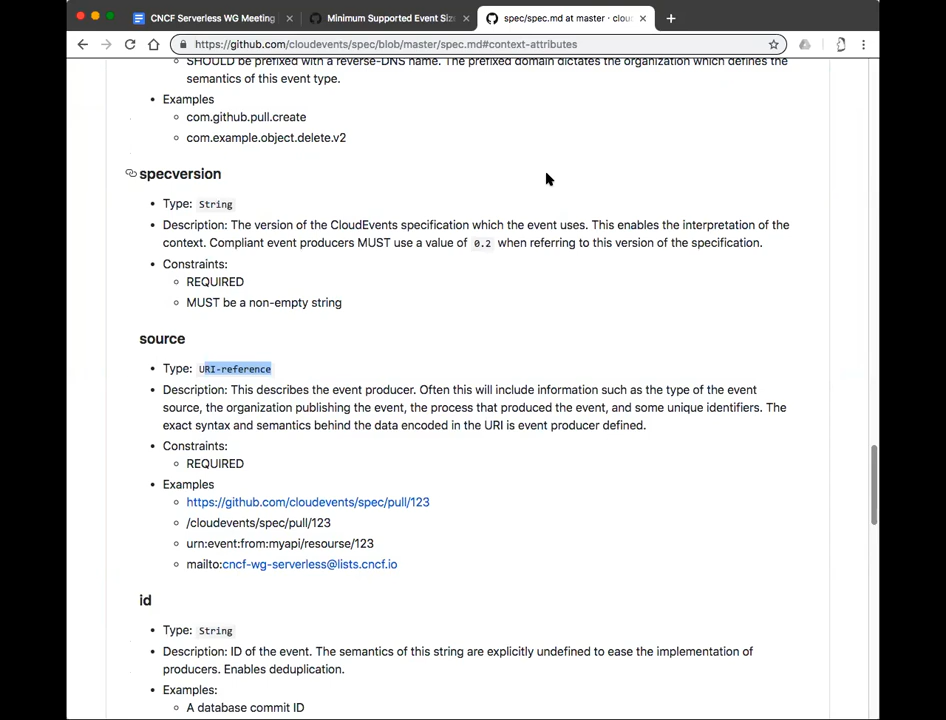 CNCF Serverless WG Meeting
Minimum Supported Event Siz
spec/spec.md at master · clou
https://github.com/cloudevents/spec/blob/master/spec.md#context-attributes
SHOULD be prefixed with a reverse-DNS name. The prefixed domain dictates the organization which defines the
semantics of this event type.
Examples
com.github.pull.create
com.example.object.delete.v2
specversion
Type: String
Description: The version of the CloudEvents specification which the event uses. This enables the interpretation of the
context. Compliant event producers MUST use a value of 0.2 when referring to this version of the specification.
Constraints:
REQUIRED
MUST be a non-empty string
source
Type: URI-reference
Description: This describes the event producer. Often this will include information such as the type of the event
source, the organization publishing the event, the process that produced the event, and some unique identifiers. The
exact syntax and semantics behind the data encoded in the URI is event producer defined.
Constraints:
REQUIRED
Examples
https://github.com/cloudevents/spec/pull/123
/cloudevents/spec/pull/123
urn:event:from:myapi/resourse/123
mailto:cncf-wg-serverless@lists.cncf.io
id
Type: String
Description: ID of the event. The semantics of this string are explicitly undefined to ease the implementation of
producers. Enables deduplication.
Examples:
A database commit ID